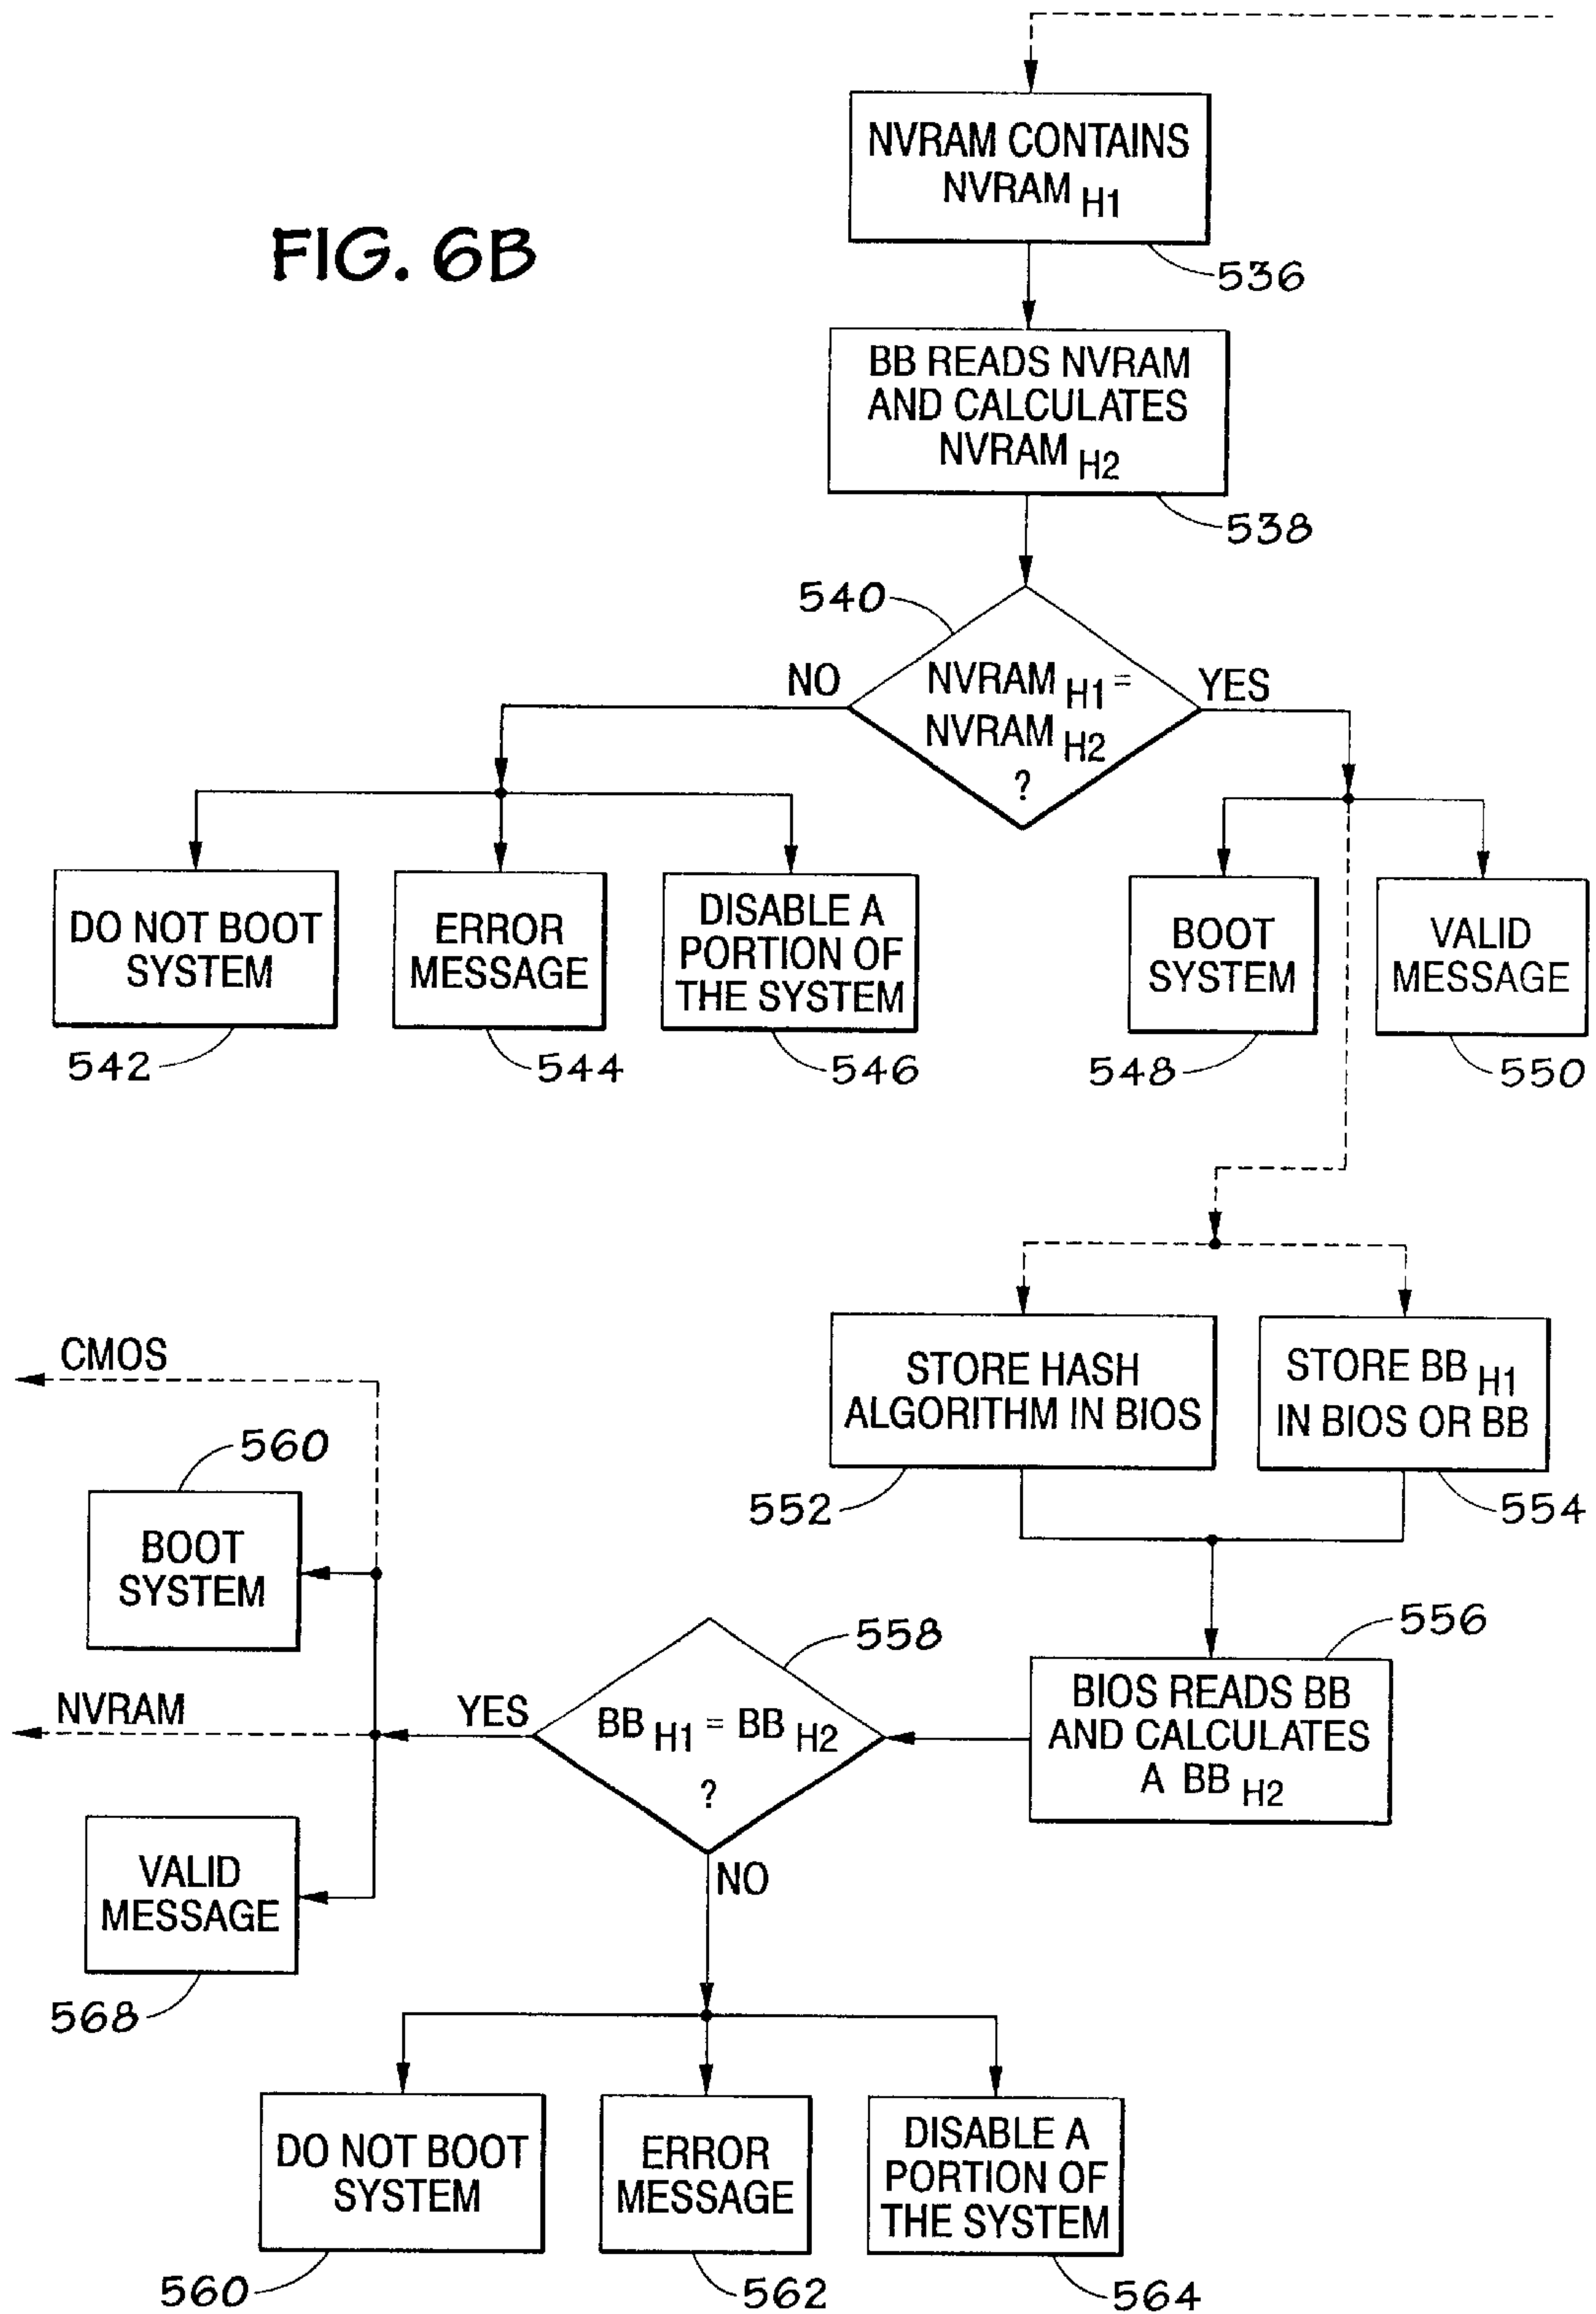 FIG. 6B
NVRAM CONTAINS
NVRAM H1
536
BB READS NVRAM
AND CALCULATES
NVRAM H2
538
540
NO
NVRAM H1 =
NVRAM H2
?
YES
DO NOT BOOT
SYSTEM
542
ERROR
MESSAGE
544
DISABLE A
PORTION OF
THE SYSTEM
546
BOOT
SYSTEM
548
VALID
MESSAGE
550
STORE HASH
ALGORITHM IN BIOS
552
STORE BB H1
IN BIOS OR BB
554
CMOS
560
BOOT
SYSTEM
NVRAM
YES
558
BB H1 = BB H2
?
556
BIOS READS BB
AND CALCULATES
A BB H2
VALID
MESSAGE
568
NO
DO NOT BOOT
SYSTEM
560
ERROR
MESSAGE
562
DISABLE A
PORTION OF
THE SYSTEM
564